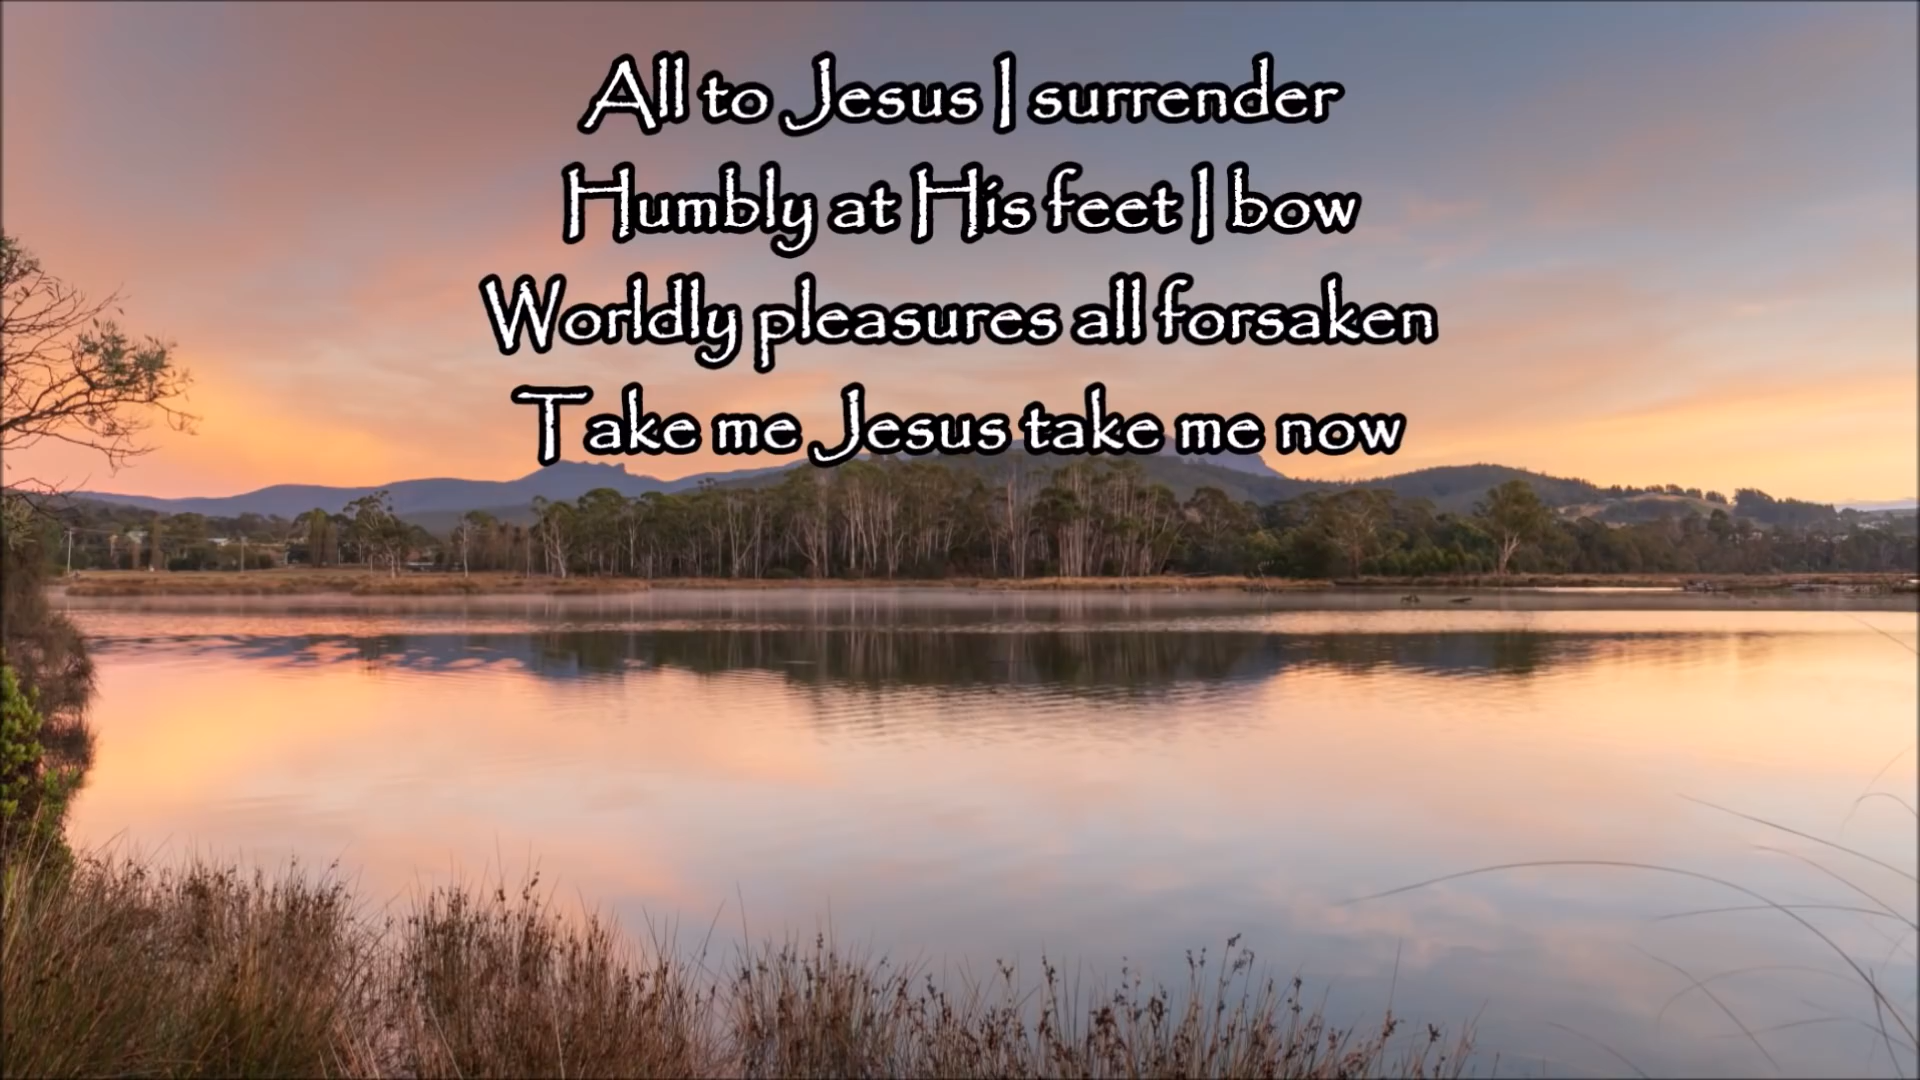 All to Jesus I surrender
Humbly at His feet I bow
Worldly pleasures all forsaken
Take me Jesus take me now